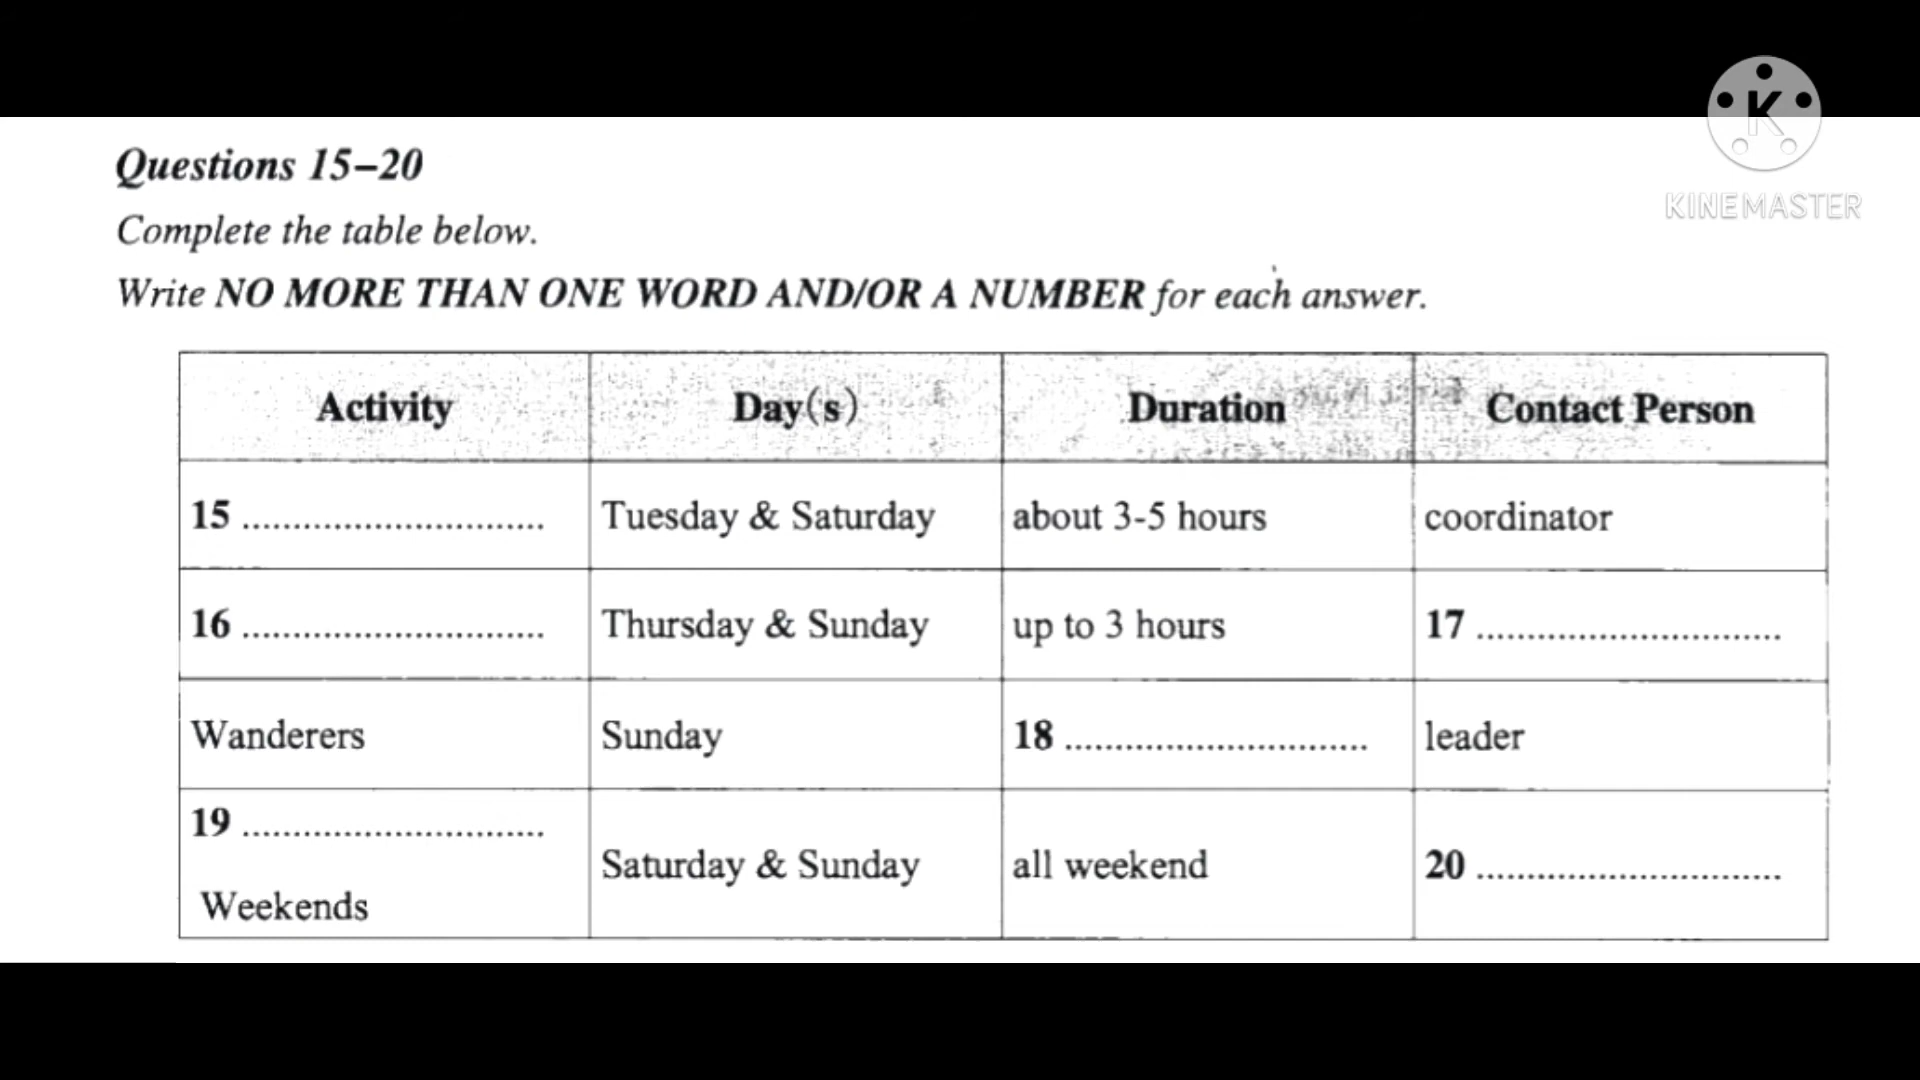 K
KINEMASTER
Questions 15–20
Complete the table below.
Write NO MORE THAN ONE WORD AND/OR A NUMBER for each answer.
Activity Day(s) Duration Contact Person
15 .............................. Tuesday & Saturday about 3-5 hours coordinator
16 .............................. Thursday & Sunday up to 3 hours 17 ..............................
Wanderers Sunday 18 .............................. leader
19 ..............................
Weekends Saturday & Sunday all weekend 20 ..............................